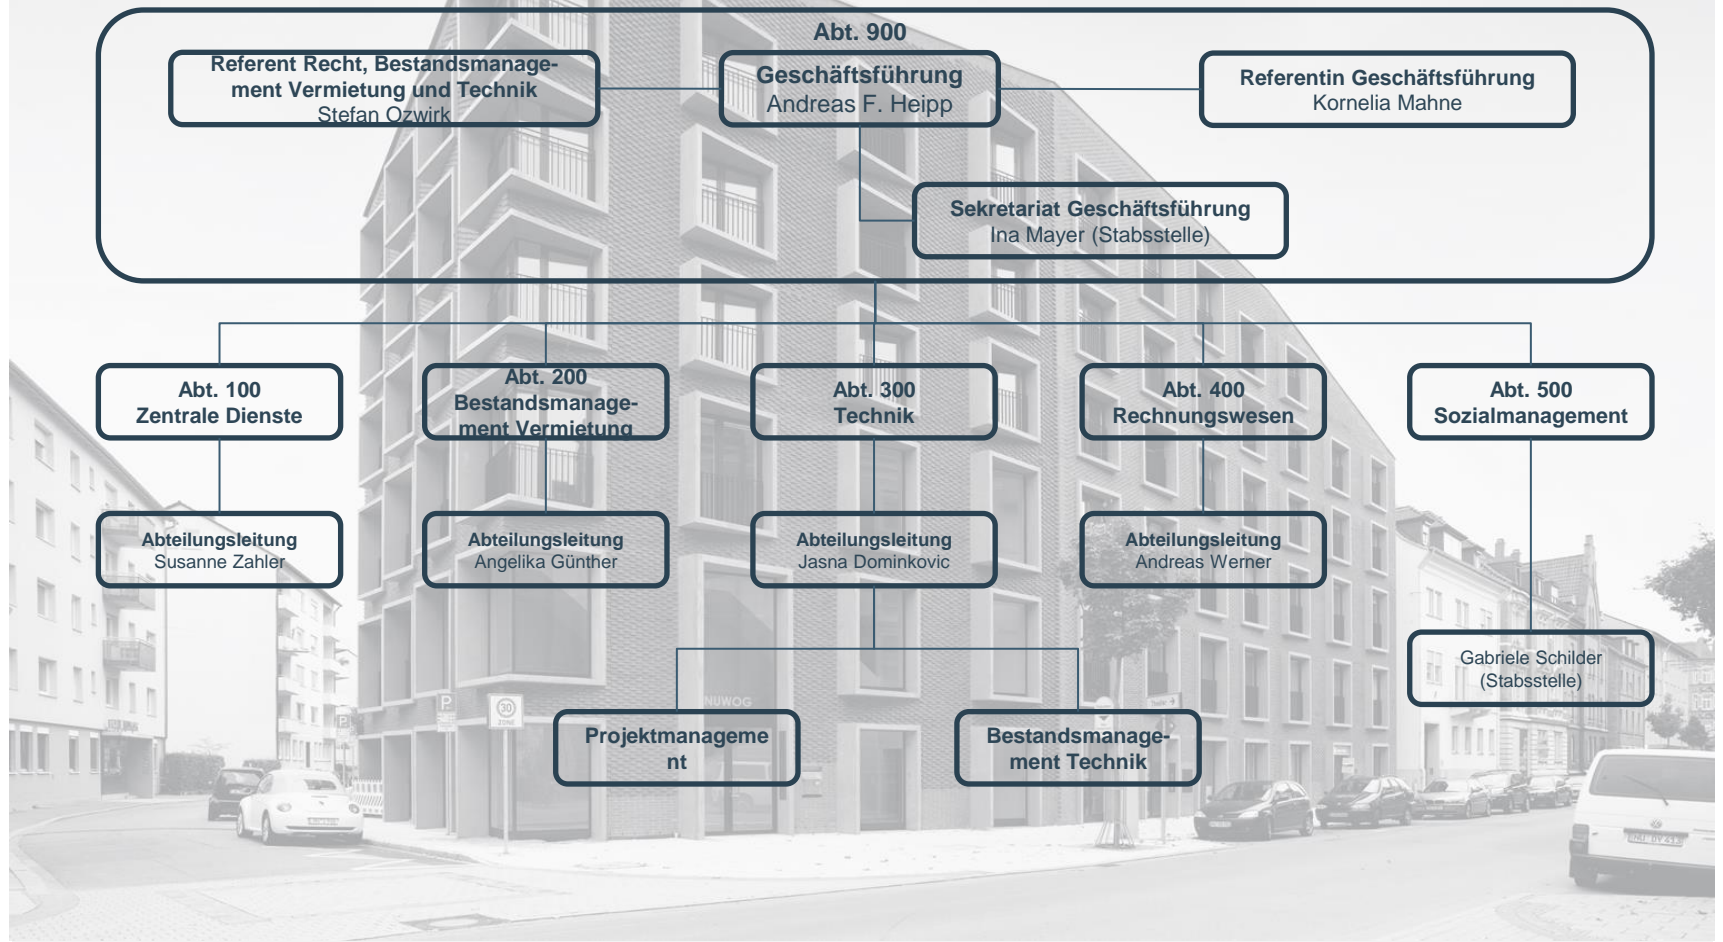 Abt. 900
Referent Recht, Bestandsmanage-
ment Vermietung und Technik
Stefan Ozwirk
Geschäftsführung
Andreas F. Heipp
Referentin Geschäftsführung
Kornelia Mahne
Sekretariat Geschäftsführung
Ina Mayer (Stabsstelle)
Abt. 100
Zentrale Dienste
Abt. 200
Bestandsmanage-
ment Vermietung
Abt. 300
Technik
Abt. 400
Rechnungswesen
Abt. 500
Sozialmanagement
Abteilungsleitung
Susanne Zahler
Abteilungsleitung
Angelika Günther
Abteilungsleitung
Jasna Dominkovic
Abteilungsleitung
Andreas Werner
Gabriele Schilder
(Stabsstelle)
Projektmanageme
nt
Bestandsmanage-
ment Technik
NUWOG
P
30
ZONE
P